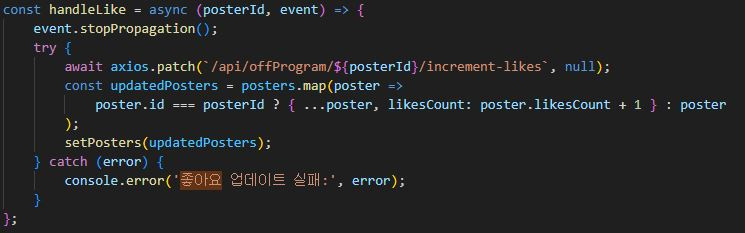 const handleLike = async (posterId, event) => {
event.stopPropagation();
try {
await axios.patch(`/api/offProgram/${posterId}/increment-likes`, null);
const updatedPosters = posters.map(poster =>
poster.id === posterId ? { ...poster, likesCount: poster.likesCount + 1 } : poster
);
setPosters(updatedPosters);
} catch (error) {
console.error('좋아요 업데이트 실패:', error);
}
};